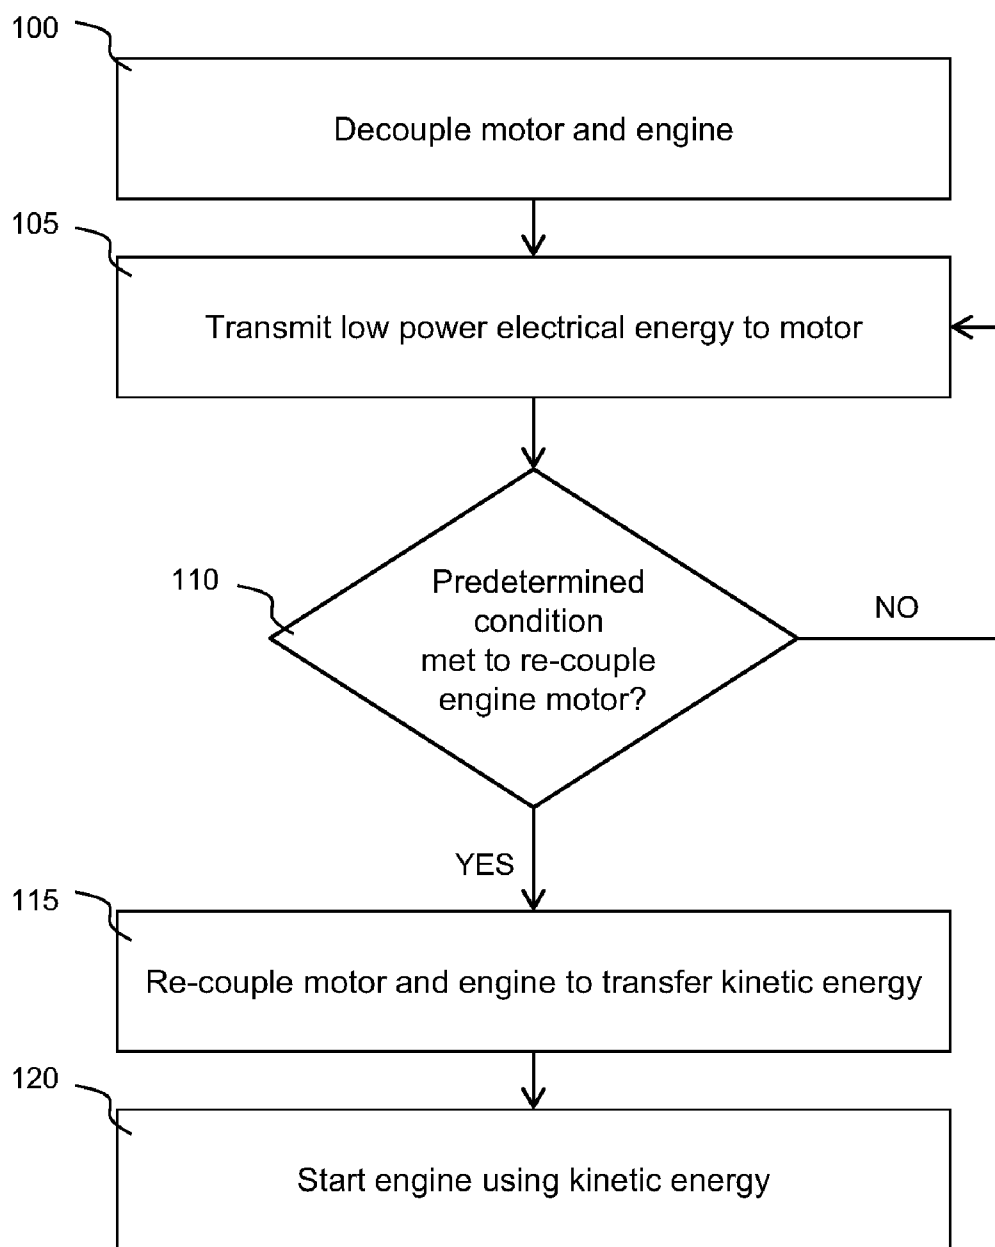 100
Decouple motor and engine
105
Transmit low power electrical energy to motor
110
Predetermined
condition
met to re-couple
engine motor?
NO
YES
115
Re-couple motor and engine to transfer kinetic energy
120
Start engine using kinetic energy